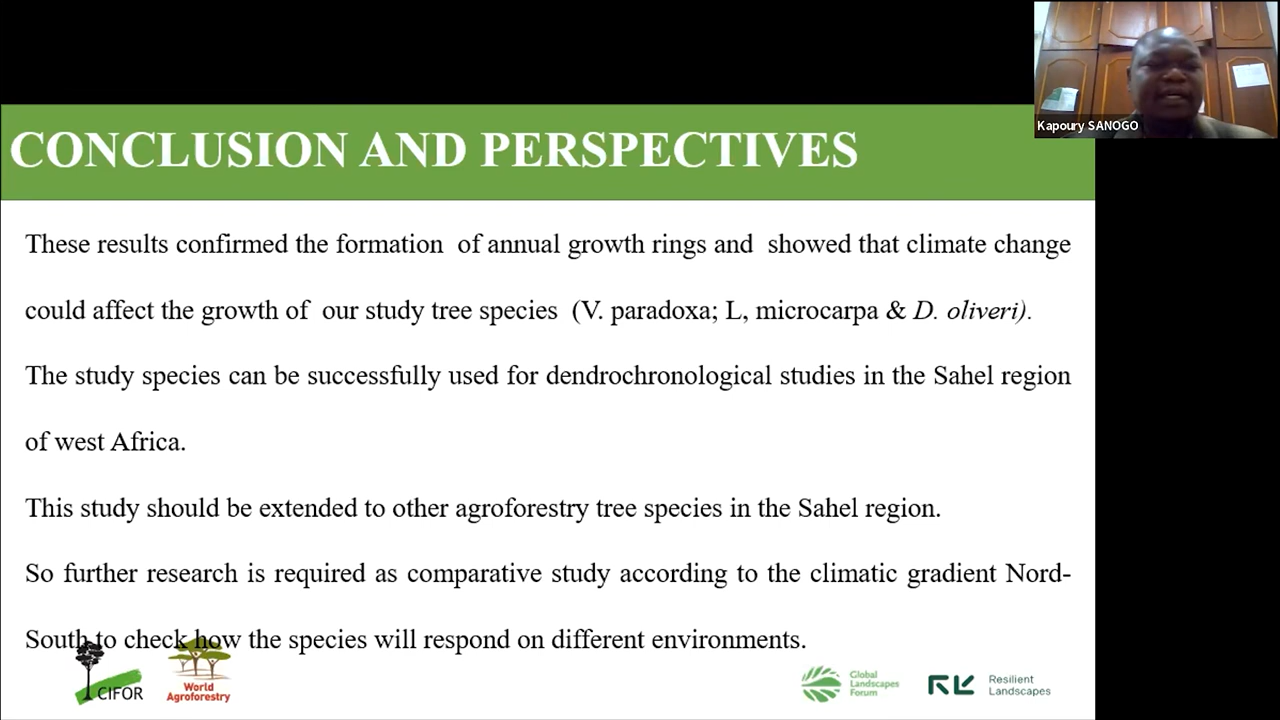 Kapoury SANOGO
CONCLUSION AND PERSPECTIVES
These results confirmed the formation of annual growth rings and showed that climate change
could affect the growth of our study tree species (V. paradoxa; L, microcarpa & D. oliveri).
The study species can be successfully used for dendrochronological studies in the Sahel region
of west Africa.
This study should be extended to other agroforestry tree species in the Sahel region.
So further research is required as comparative study according to the climatic gradient Nord-
South to check how the species will respond on different environments.
CIFOR
World
Agroforestry
Global
Landscapes
Forum
Resilient
Landscapes